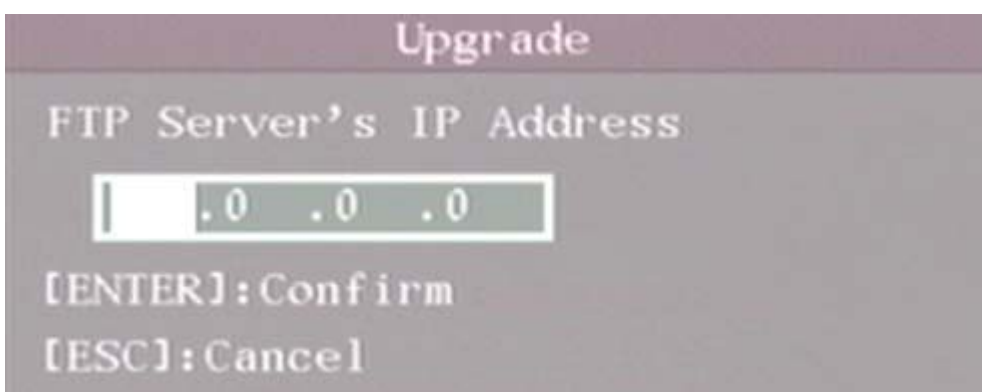 Upgrade
FTP Server's IP Address
.0 .0 .0
[ENTER]:Confirm
[ESC]:Cancel